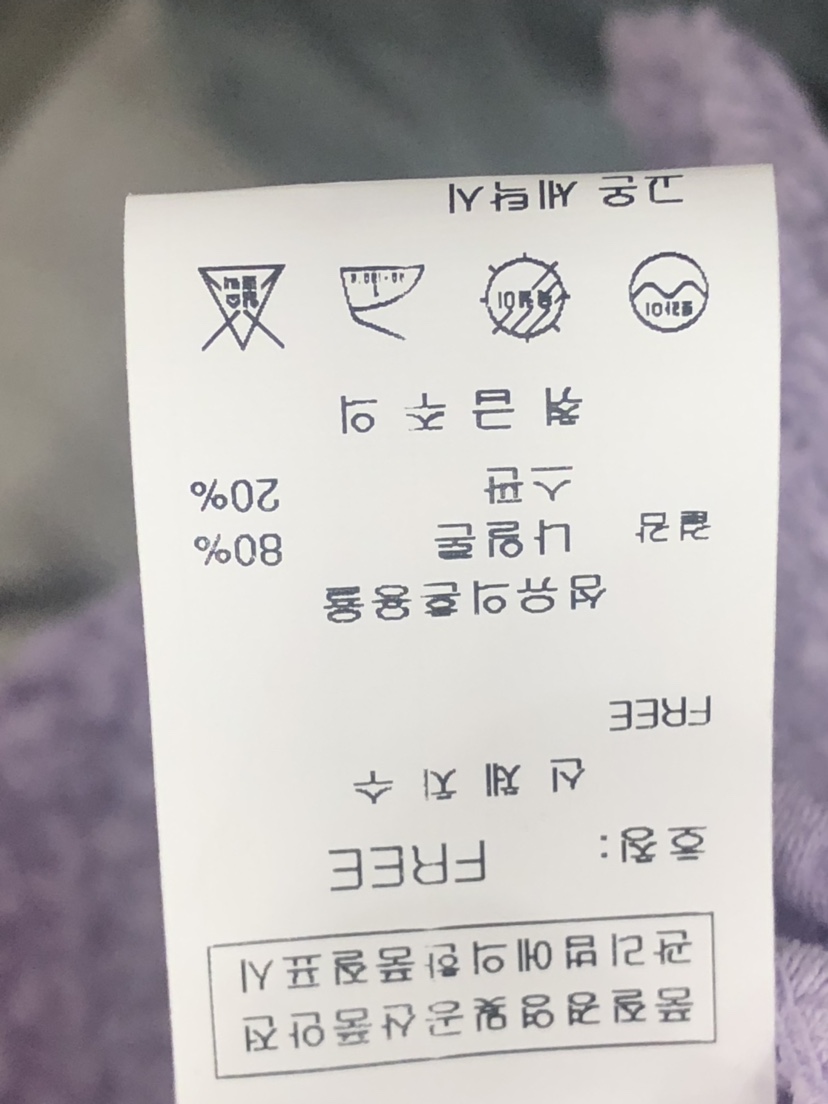 품질경영및공산품안전
관리법에의한품질표시
호칭: FREE
신 체 치 수
FREE
섬유의혼용율
겉감 나일론 80%
스판 20%
취 급 주 의
고온 세탁시